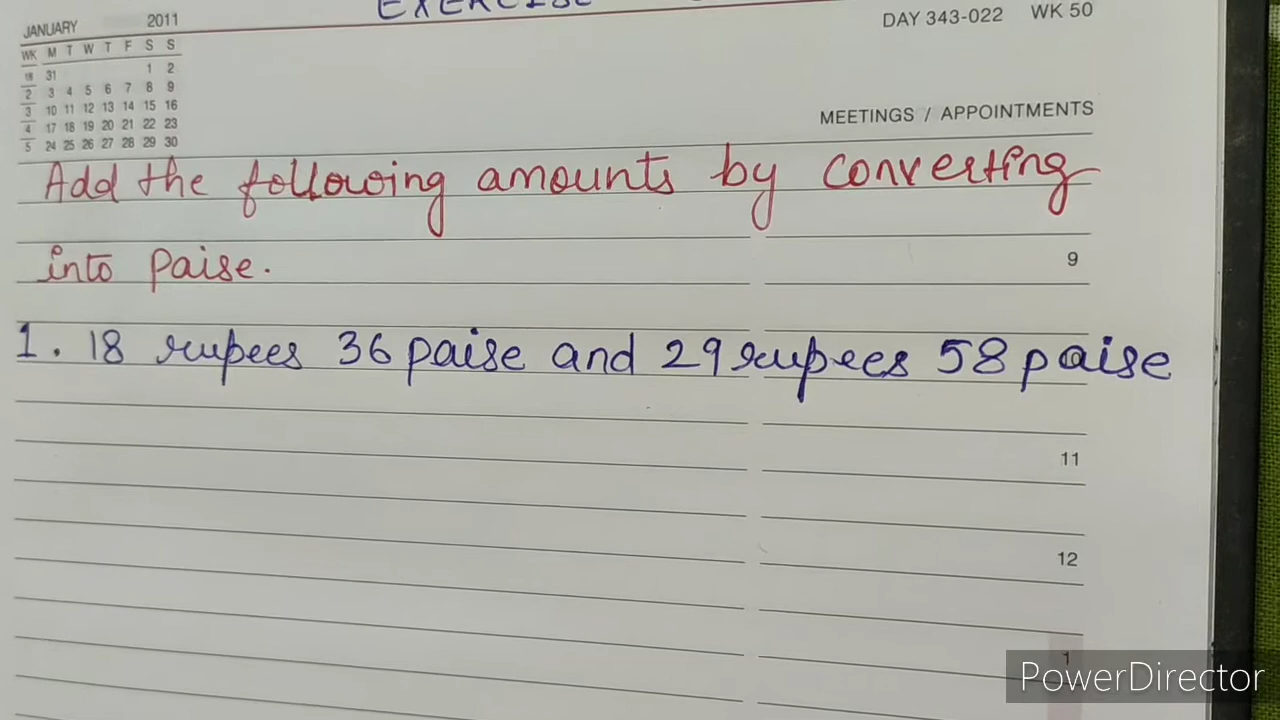 EXERCISE
JANUARY 2011
DAY 343-022 WK 50
WK M T W T F S S
31 1 2
2 3 4 5 6 7 8 9
3 10 11 12 13 14 15 16
4 17 18 19 20 21 22 23
5 24 25 26 27 28 29 30
MEETINGS / APPOINTMENTS
Add the following amounts by converting
into paise.
9
1. 18 rupees 36 paise and 29 rupees 58 paise
11
12
1
PowerDirector